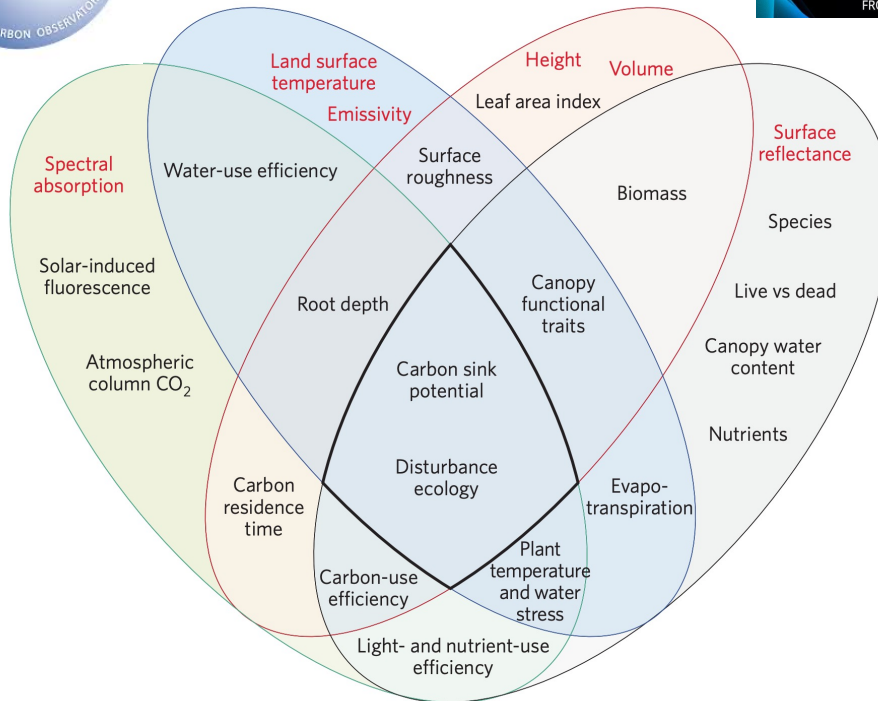 RBON OBSERVATOR
FRO
Land surface
temperature
Emissivity
Height
Volume
Leaf area index
Surface
reflectance
Spectral
absorption
Water-use efficiency
Surface
roughness
Biomass
Species
Solar-induced
fluorescence
Root depth
Canopy
functional
traits
Live vs dead
Atmospheric
column CO₂
Carbon sink
potential
Canopy water
content
Nutrients
Disturbance
ecology
Carbon
residence
time
Evapo-
transpiration
Carbon-use
efficiency
Plant
temperature
and water
stress
Light- and nutrient-use
efficiency